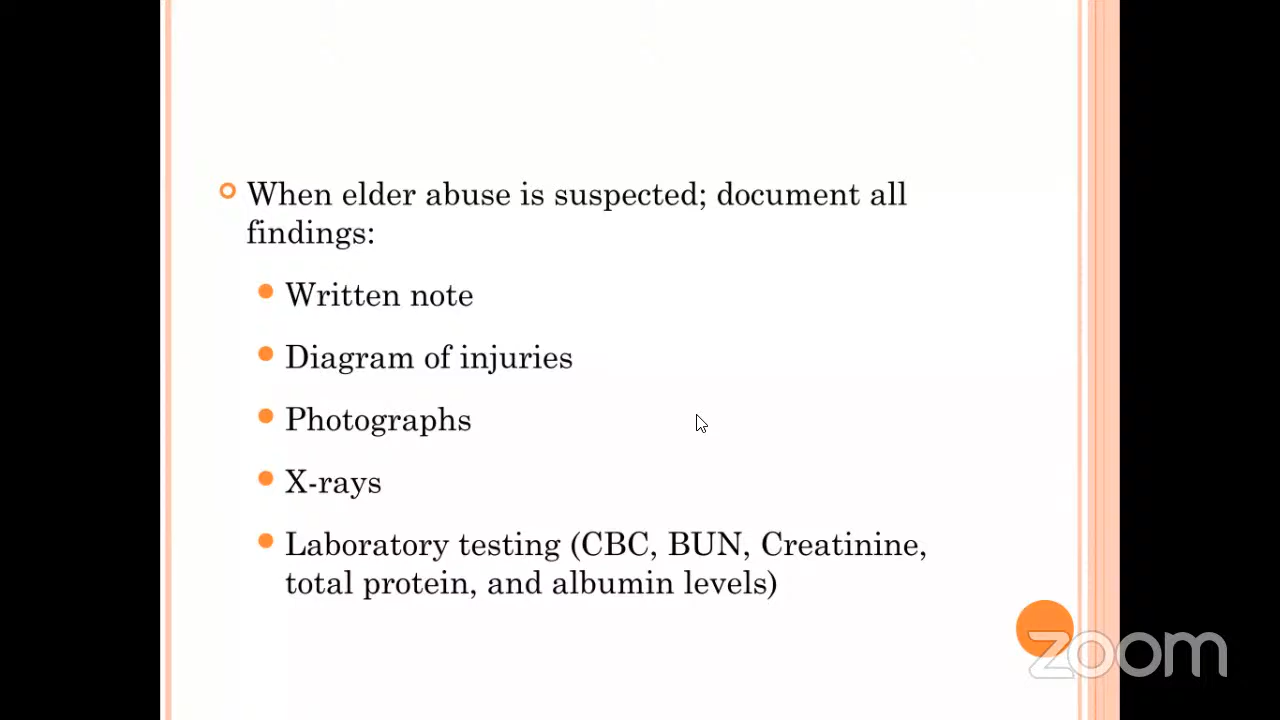 When elder abuse is suspected; document all
findings:
Written note
Diagram of injuries
Photographs
X-rays
Laboratory testing (CBC, BUN, Creatinine,
total protein, and albumin levels)
zoom